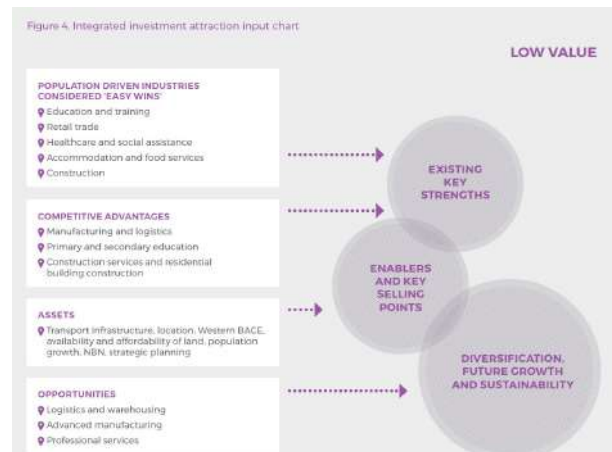 Figure 4. Integrated investment attraction input chart
LOW VALUE
POPULATION DRIVEN INDUSTRIES
CONSIDERED 'EASY WINS'
Education and training
Retail trade
Healthcare and social assistance
Accommodation and food services
Construction
COMPETITIVE ADVANTAGES
Manufacturing and logistics
Primary and secondary education
Construction services and residential
building construction
ASSETS
Transport infrastructure, location, Western BACE,
availability and affordability of land, population
growth, NBN, strategic planning
OPPORTUNITIES
Logistics and warehousing
Advanced manufacturing
Professional services
EXISTING
KEY
STRENGTHS
ENABLERS
AND KEY
SELLING
POINTS
DIVERSIFICATION,
FUTURE GROWTH
AND SUSTAINABILITY